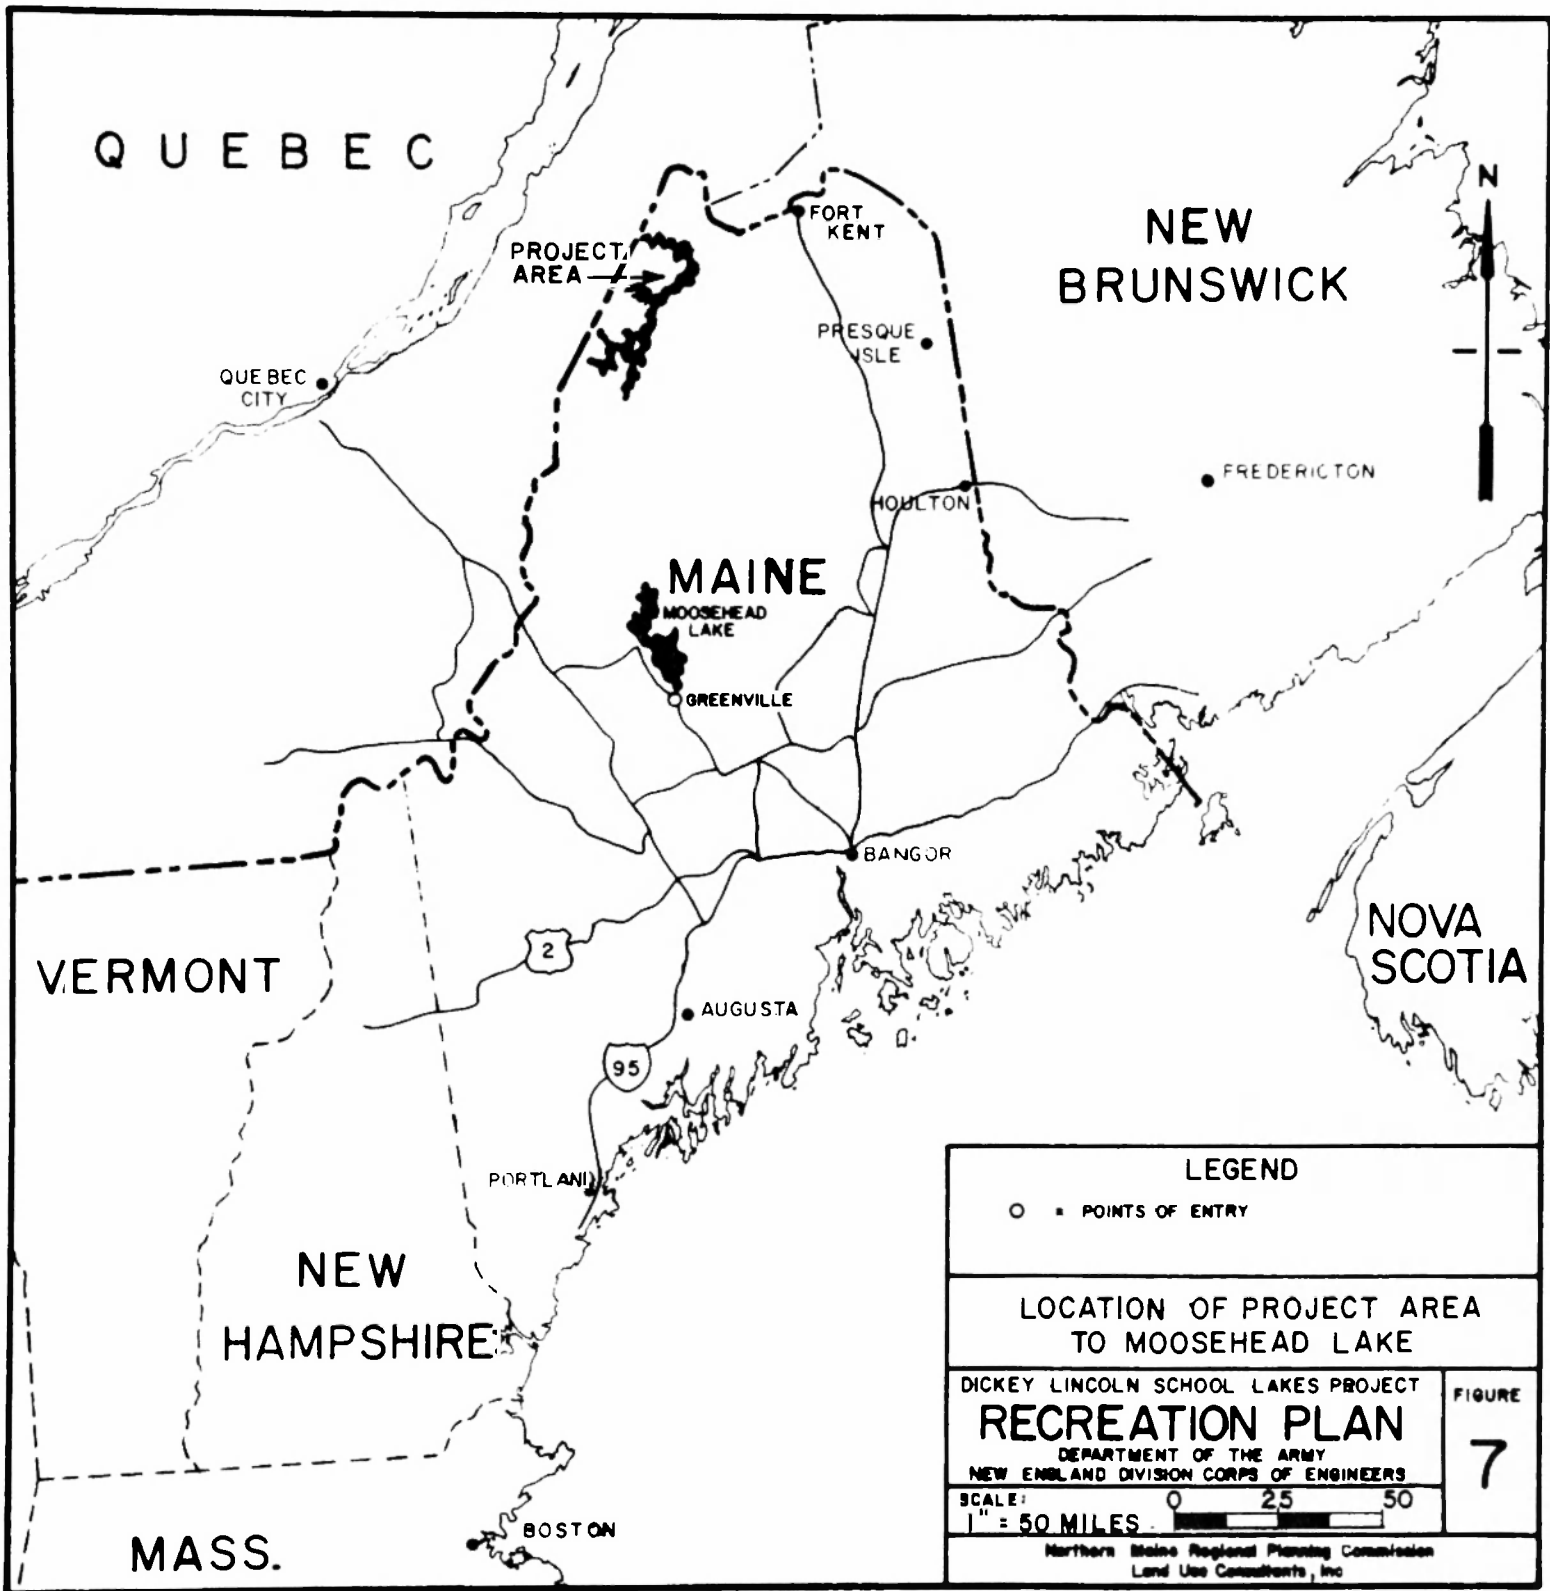 QUEBEC
N
FORT
KENT
NEW
BRUNSWICK
PROJECT
AREA
PRESQUE
ISLE
QUEBEC
CITY
FREDERICTON
HOULTON
MAINE
MOOSEHEAD
LAKE
GREENVILLE
BANGOR
NOVA
SCOTIA
VERMONT
2
AUGUSTA
95
PORTLAND
NEW
HAMPSHIRE
BOSTON
MASS.
LEGEND
O = POINTS OF ENTRY
LOCATION OF PROJECT AREA
TO MOOSEHEAD LAKE
DICKEY LINCOLN SCHOOL LAKES PROJECT
RECREATION PLAN
DEPARTMENT OF THE ARMY
NEW ENGLAND DIVISION CORPS OF ENGINEERS
FIGURE
7
SCALE:
1" = 50 MILES
0 25 50
Northern Maine Regional Planning Commission
Land Use Consultants, Inc